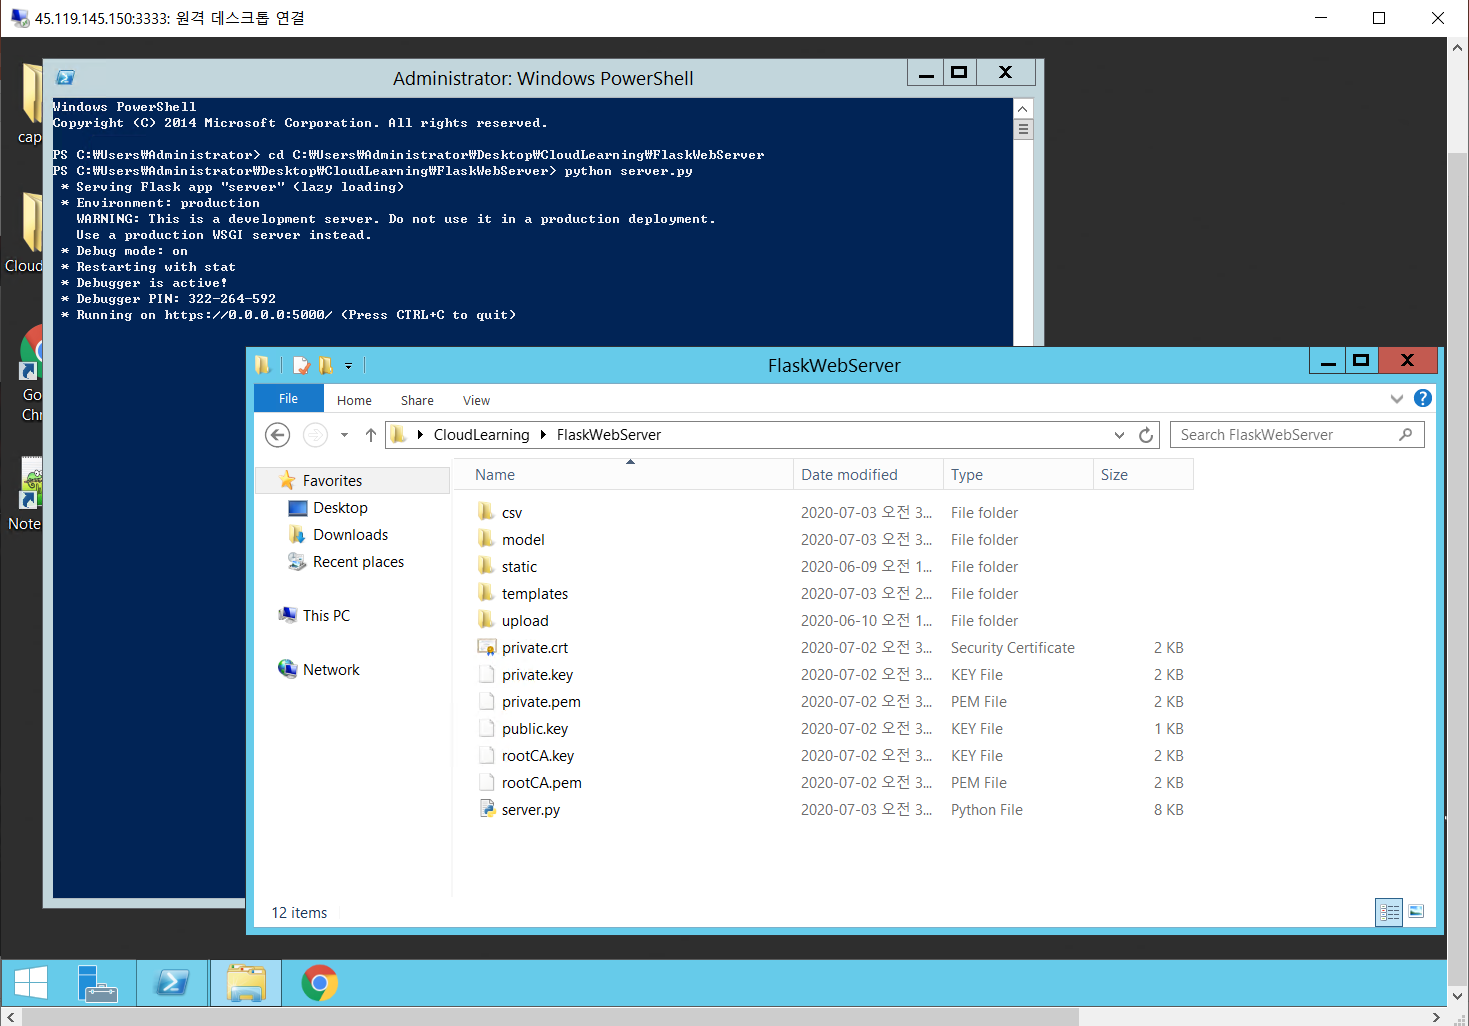 45.119.145.150:3333: 원격 데스크톱 연결
Administrator: Windows PowerShell
Windows PowerShell
Copyright (C) 2014 Microsoft Corporation. All rights reserved.
PS C:₩Users₩Administrator> cd C:₩Users₩Administrator₩Desktop₩CloudLearning₩FlaskWebServer
PS C:₩Users₩Administrator₩Desktop₩CloudLearning₩FlaskWebServer> python server.py
* Serving Flask app "server" (lazy loading)
* Environment: production
WARNING: This is a development server. Do not use it in a production deployment.
Use a production WSGI server instead.
* Debug mode: on
* Restarting with stat
* Debugger is active!
* Debugger PIN: 322-264-592
* Running on https://0.0.0.0:5000/ (Press CTRL+C to quit)
cap
Cloud
Go
Chr
Note
FlaskWebServer
File Home Share View
CloudLearning FlaskWebServer
Search FlaskWebServer
Favorites
Desktop
Downloads
Recent places
This PC
Network
Name Date modified Type Size
csv 2020-07-03 오전 3... File folder
model 2020-07-03 오전 3... File folder
static 2020-06-09 오전 1... File folder
templates 2020-07-03 오전 2... File folder
upload 2020-06-10 오전 1... File folder
private.crt 2020-07-02 오전 3... Security Certificate 2 KB
private.key 2020-07-02 오전 3... KEY File 2 KB
private.pem 2020-07-02 오전 3... PEM File 2 KB
public.key 2020-07-02 오전 3... KEY File 1 KB
rootCA.key 2020-07-02 오전 3... KEY File 2 KB
rootCA.pem 2020-07-02 오전 3... PEM File 2 KB
server.py 2020-07-03 오전 3... Python File 8 KB
12 items